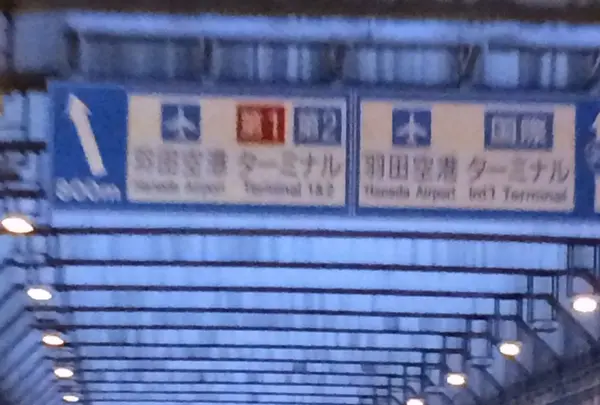 第1 第2
羽田空港 ターミナル
Haneda Airport Terminal 1&2
800m
国際
羽田空港 ターミナル
Haneda Airport Int'l Terminal